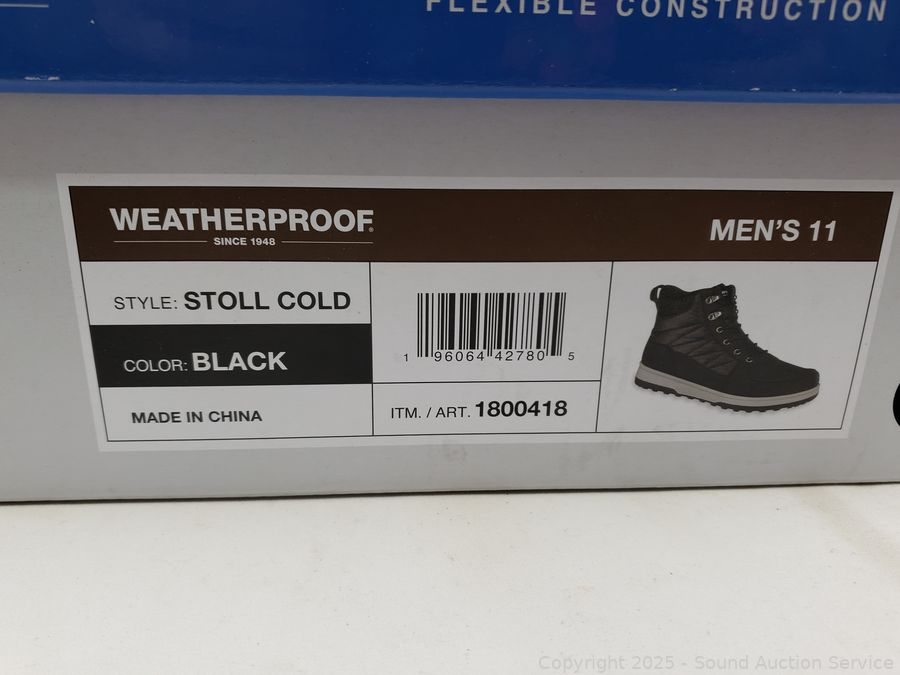 FLEXIBLE CONSTRUCTION
WEATHERPROOF®
SINCE 1948
MEN'S 11
STYLE: STOLL COLD
COLOR: BLACK
MADE IN CHINA
1 96064 42780 5
ITM. / ART. 1800418
Copyright 2025 - Sound Auction Service